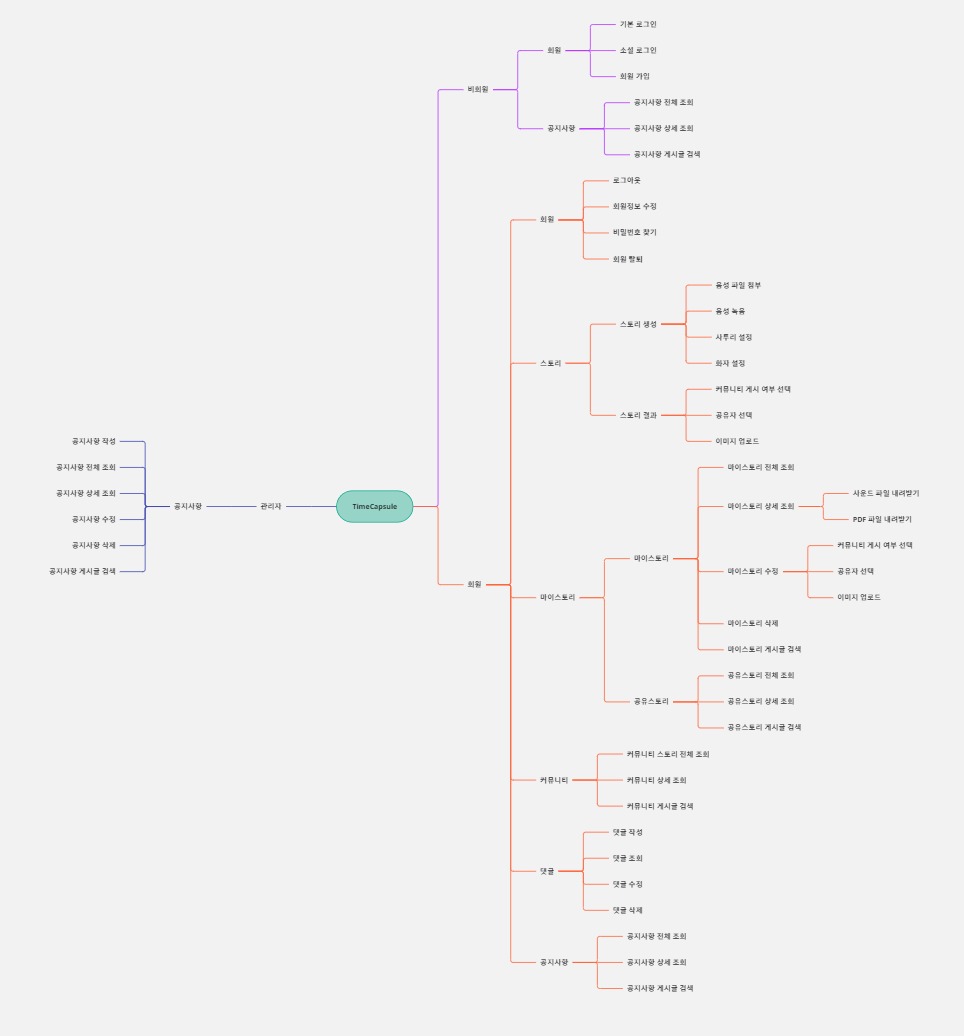 TimeCapsule
관리자
공지사항
공지사항 작성
공지사항 전체 조회
공지사항 상세 조회
공지사항 수정
공지사항 삭제
공지사항 게시글 검색
비회원
회원
기본 로그인
소셜 로그인
회원 가입
공지사항
공지사항 전체 조회
공지사항 상세 조회
공지사항 게시글 검색
회원
회원
로그아웃
회원정보 수정
비밀번호 찾기
회원 탈퇴
스토리
스토리 생성
음성 파일 첨부
음성 녹음
사투리 설정
화자 설정
스토리 결과
커뮤니티 게시 여부 선택
공유자 선택
이미지 업로드
마이스토리
마이스토리
마이스토리 전체 조회
마이스토리 상세 조회
사운드 파일 내려받기
PDF 파일 내려받기
마이스토리 수정
커뮤니티 게시 여부 선택
공유자 선택
이미지 업로드
마이스토리 삭제
마이스토리 게시글 검색
공유스토리
공유스토리 전체 조회
공유스토리 상세 조회
공유스토리 게시글 검색
커뮤니티
커뮤니티 스토리 전체 조회
커뮤니티 상세 조회
커뮤니티 게시글 검색
댓글
댓글 작성
댓글 조회
댓글 수정
댓글 삭제
공지사항
공지사항 전체 조회
공지사항 상세 조회
공지사항 게시글 검색